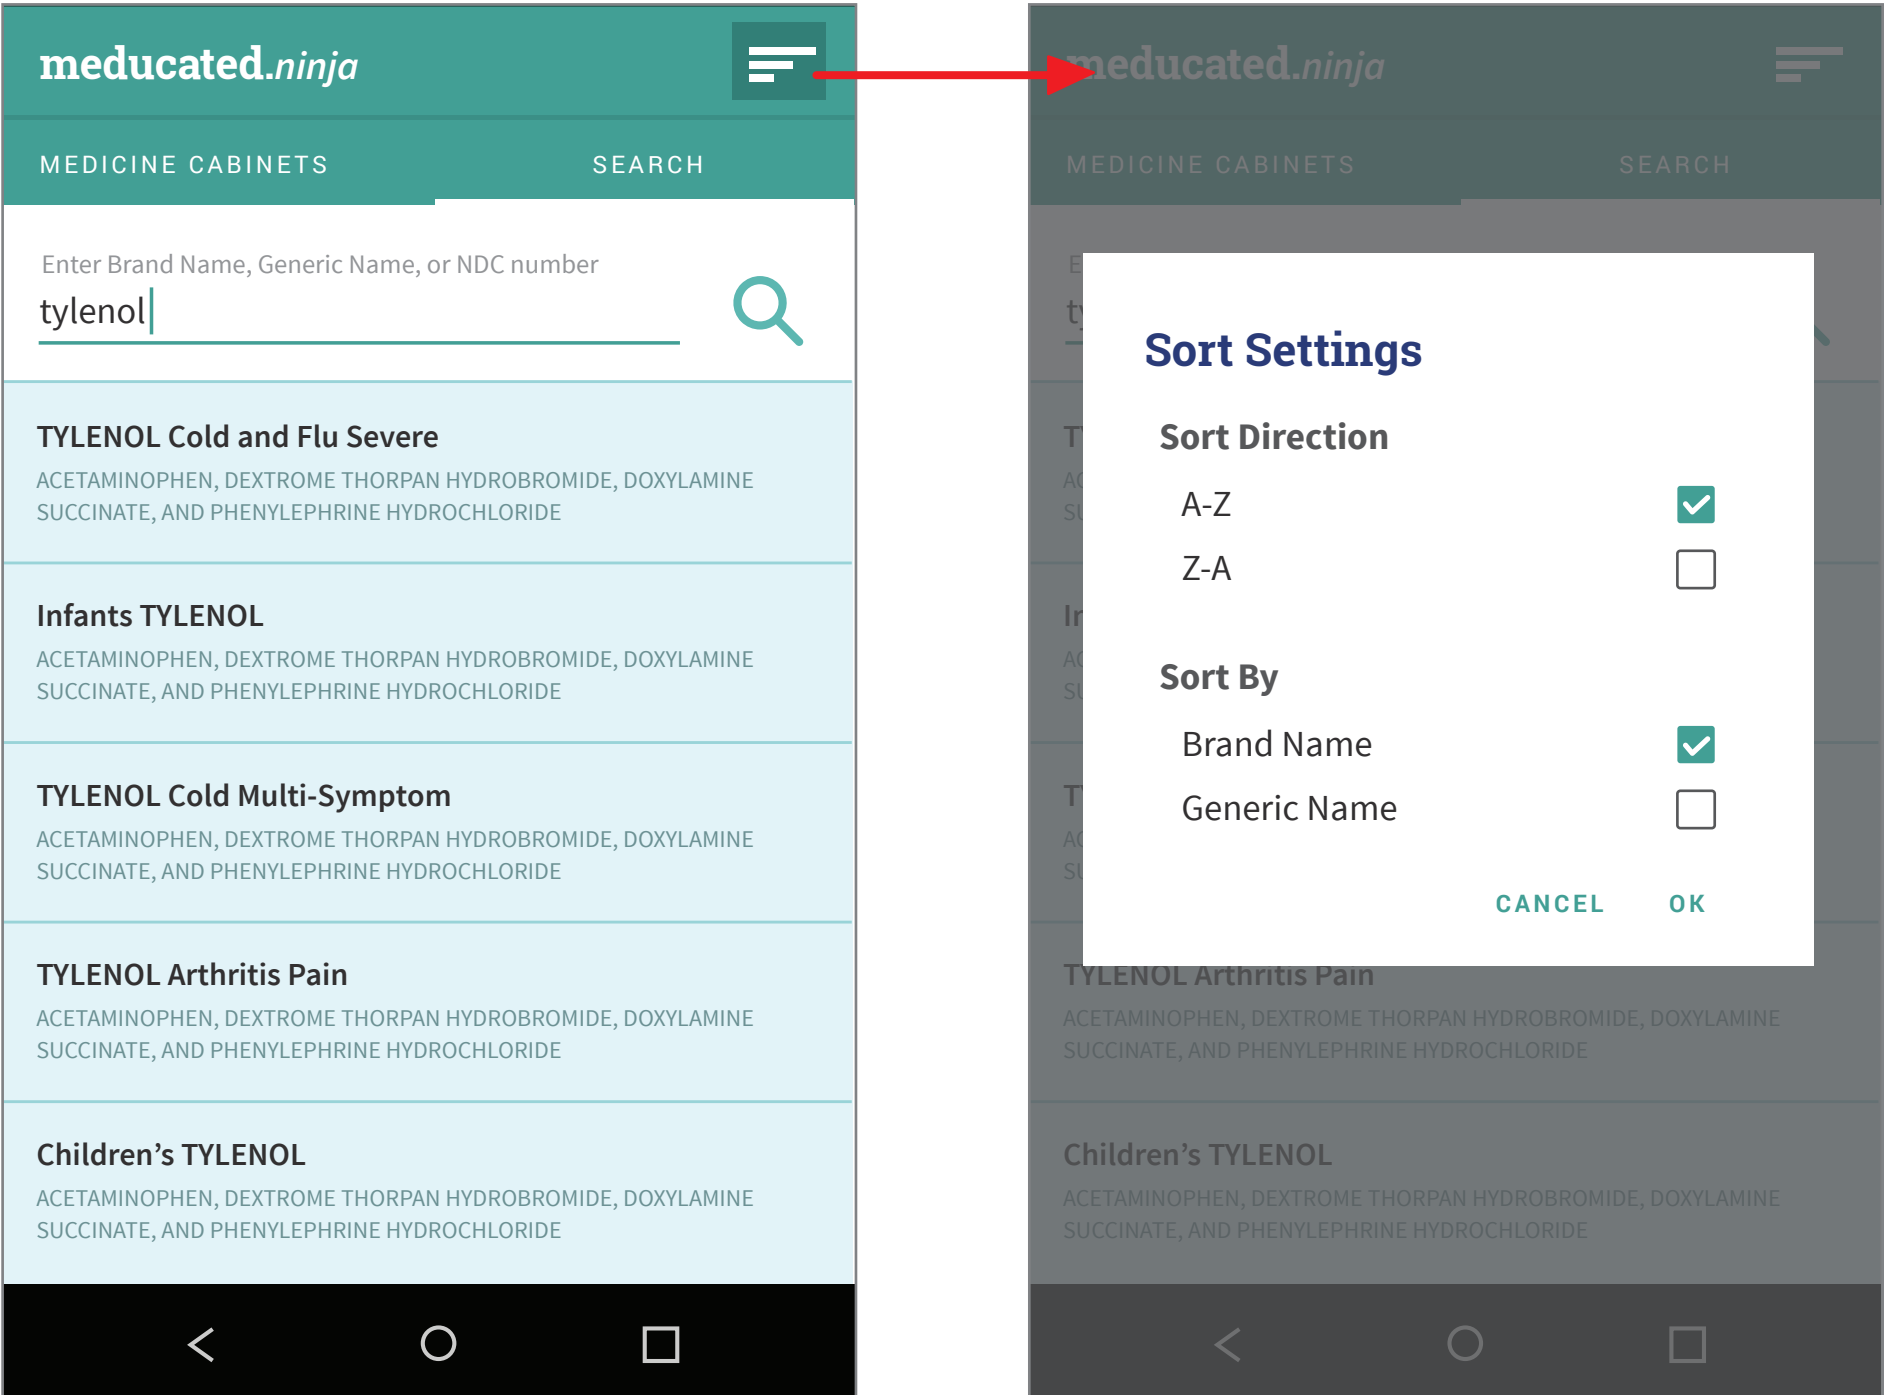 meducated.ninja
MEDICINE CABINETS
SEARCH
Enter Brand Name, Generic Name, or NDC number
tylenol
TYLENOL Cold and Flu Severe
ACETAMINOPHEN, DEXTROME THORPAN HYDROBROMIDE, DOXYLAMINE
SUCCINATE, AND PHENYLEPHRINE HYDROCHLORIDE
Infants TYLENOL
ACETAMINOPHEN, DEXTROME THORPAN HYDROBROMIDE, DOXYLAMINE
SUCCINATE, AND PHENYLEPHRINE HYDROCHLORIDE
TYLENOL Cold Multi-Symptom
ACETAMINOPHEN, DEXTROME THORPAN HYDROBROMIDE, DOXYLAMINE
SUCCINATE, AND PHENYLEPHRINE HYDROCHLORIDE
TYLENOL Arthritis Pain
ACETAMINOPHEN, DEXTROME THORPAN HYDROBROMIDE, DOXYLAMINE
SUCCINATE, AND PHENYLEPHRINE HYDROCHLORIDE
Children's TYLENOL
ACETAMINOPHEN, DEXTROME THORPAN HYDROBROMIDE, DOXYLAMINE
SUCCINATE, AND PHENYLEPHRINE HYDROCHLORIDE
meducated.ninja
MEDICINE CABINETS
SEARCH
Sort Settings
Sort Direction
A-Z
Z-A
Sort By
Brand Name
Generic Name
CANCEL
OK
TYLENOL Arthritis Pain
ACETAMINOPHEN, DEXTROME THORPAN HYDROBROMIDE, DOXYLAMINE
SUCCINATE, AND PHENYLEPHRINE HYDROCHLORIDE
Children's TYLENOL
ACETAMINOPHEN, DEXTROME THORPAN HYDROBROMIDE, DOXYLAMINE
SUCCINATE, AND PHENYLEPHRINE HYDROCHLORIDE